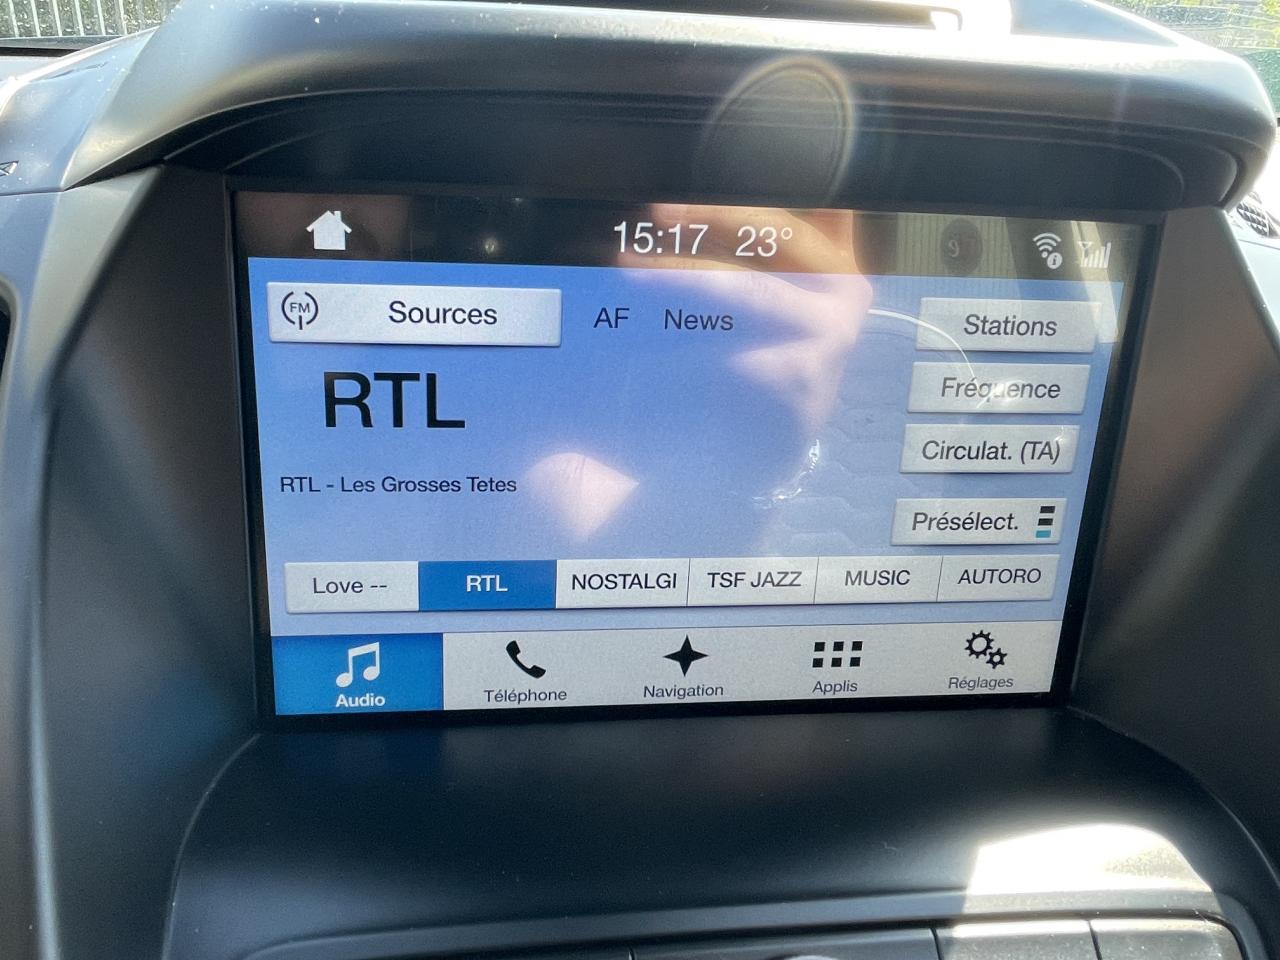 15:17 23°
FM Sources AF News Stations
RTL
Fréquence
Circulat. (TA)
RTL - Les Grosses Tetes
Présélect.
Love -- RTL NOSTALGI TSF JAZZ MUSIC AUTORO
Audio Téléphone Navigation Applis Réglages